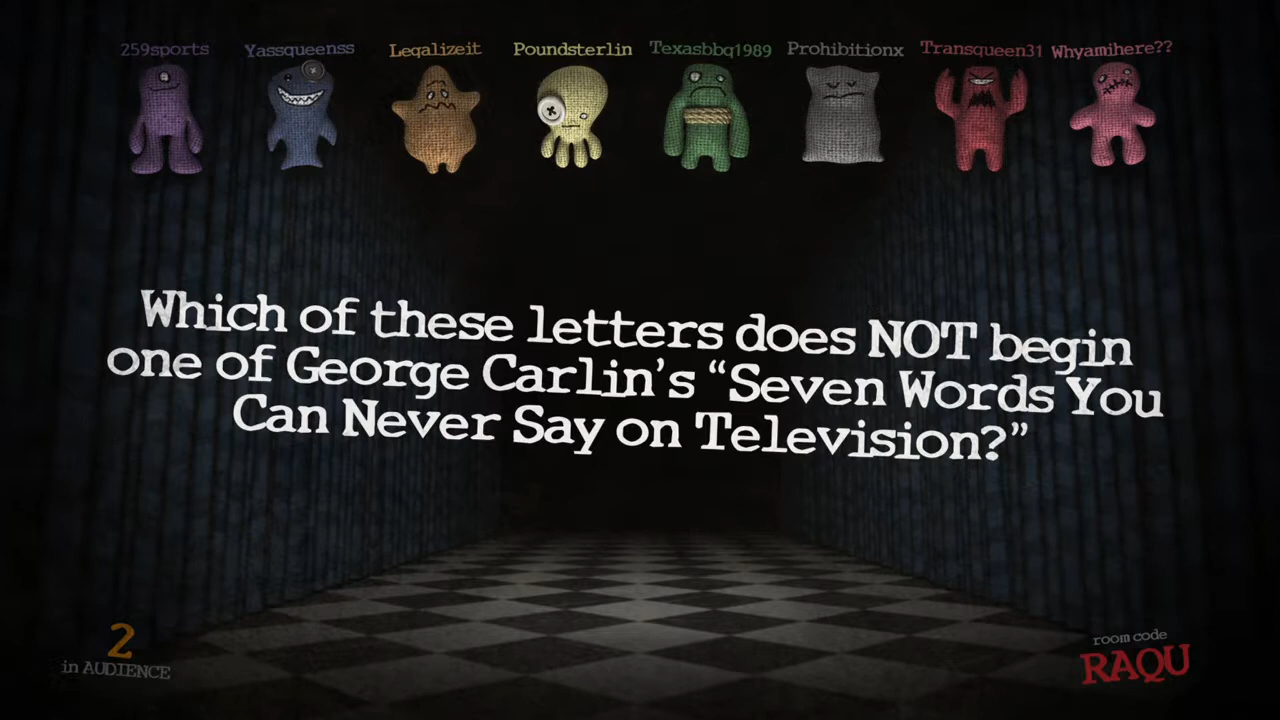 259sports Yassqueenss Legalizeit Poundsterlin Texasbbq1989 Prohibitionx Transqueen31 Whyamihere??
Which of these letters does NOT begin
one of George Carlin's “Seven Words You
Can Never Say on Television?”
2
in AUDIENCE
room code
RAQU